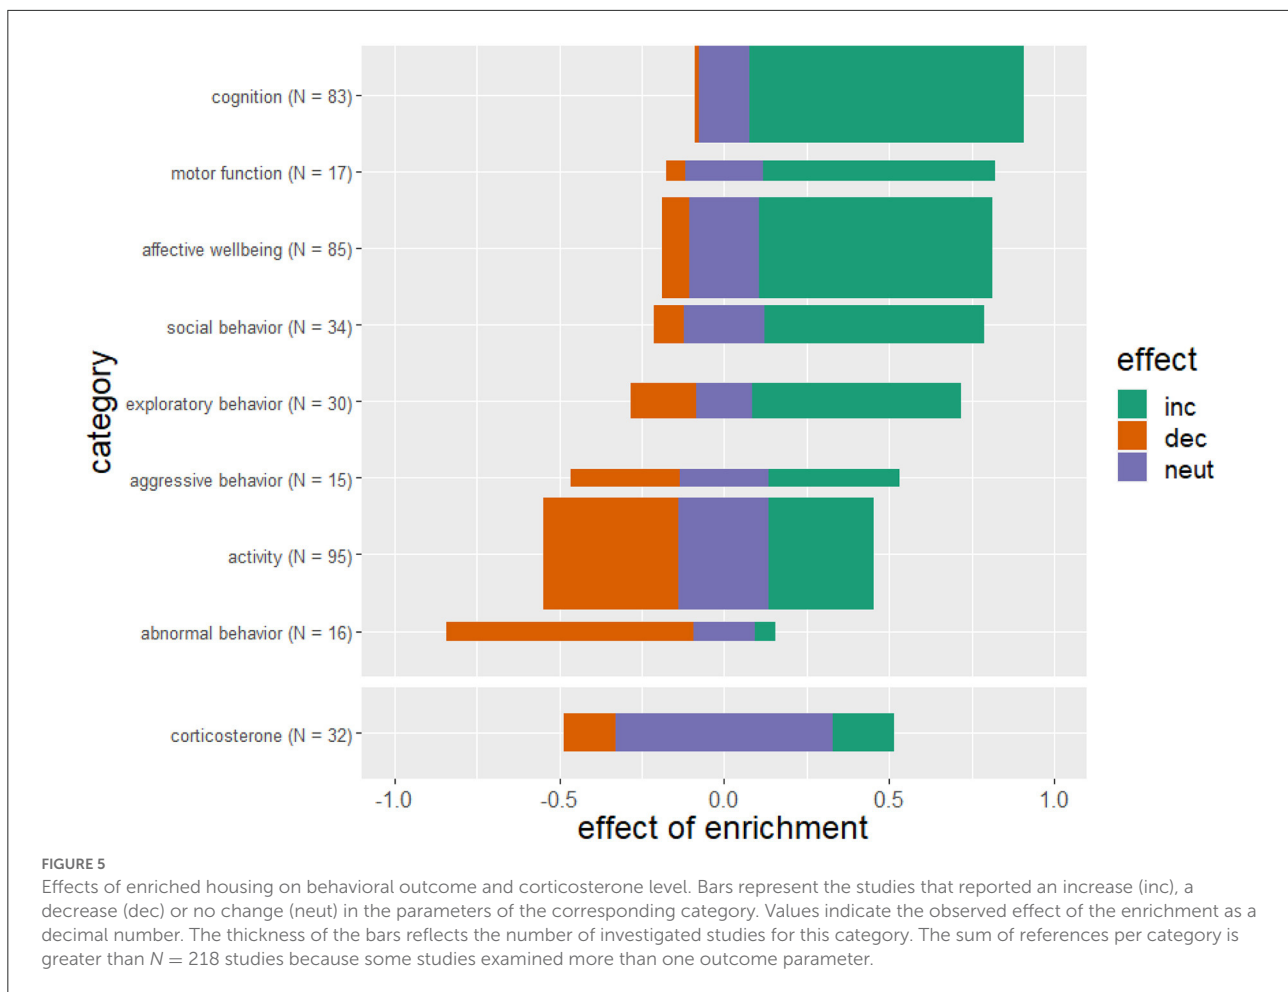 cognition (N = 83)
motor function (N = 17)
affective wellbeing (N = 85)
social behavior (N = 34)
exploratory behavior (N = 30)
aggressive behavior (N = 15)
activity (N = 95)
abnormal behavior (N = 16)
corticosterone (N = 32)
category
-1.0 -0.5 0.0 0.5 1.0
effect of enrichment
effect
inc
dec
neut
FIGURE 5
Effects of enriched housing on behavioral outcome and corticosterone level. Bars represent the studies that reported an increase (inc), a
decrease (dec) or no change (neut) in the parameters of the corresponding category. Values indicate the observed effect of the enrichment as a
decimal number. The thickness of the bars reflects the number of investigated studies for this category. The sum of references per category is
greater than N = 218 studies because some studies examined more than one outcome parameter.